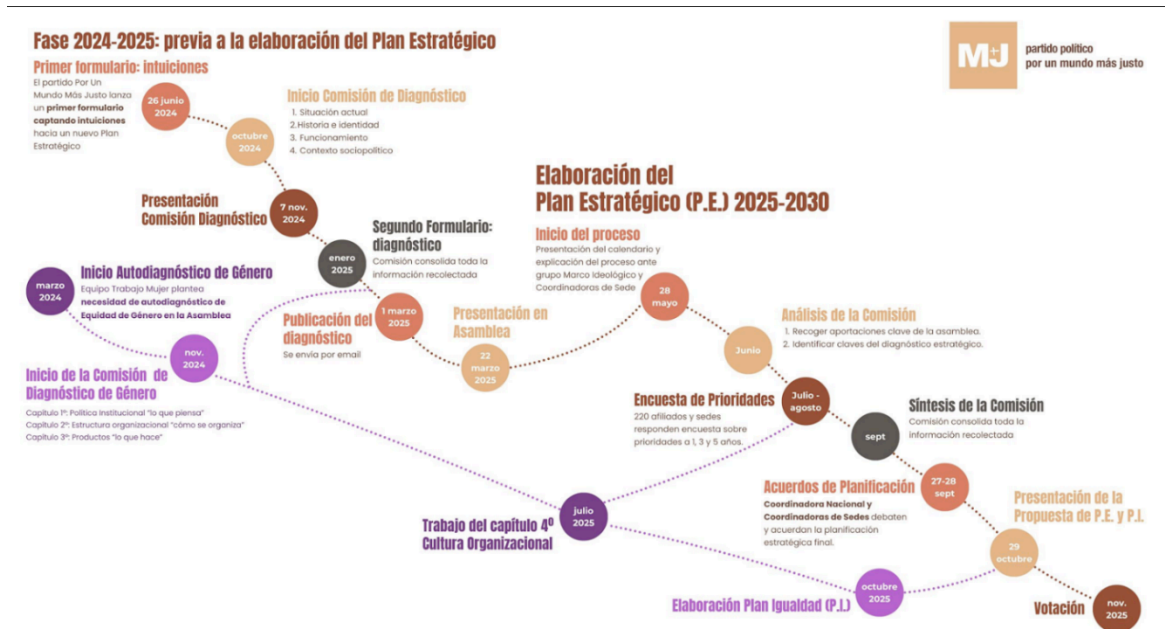 Fase 2024-2025: previa a la elaboración del Plan Estratégico
M+J
partido político
por un mundo más justo
Primer formulario: intuiciones
El partido Por Un
Mundo Más Justo lanza
un primer formulario
captando intuiciones
hacia un nuevo Plan
Estratégico
26 junio
2024
Inicio Comisión de Diagnóstico
1. Situación actual
2.Historia e identidad
3. Funcionamiento
4. Contexto sociopolítico
octubre
2024
Presentación
Comisión Diagnóstico
7 nov.
2024
Segundo Formulario:
diagnóstico
Comisión consolida toda la
información recolectada
enero
2025
marzo
2024
Inicio Autodiagnóstico de Género
Equipo Trabajo Mujer plantea
necesidad de autodiagnóstico de
Equidad de Género en la Asamblea
nov.
2024
Inicio de la Comisión de
Diagnóstico de Género
Capítulo 1º: Política Institucional "lo que piensa"
Capítulo 2º: Estructura organizacional "cómo se organiza"
Capítulo 3º: Productos "lo que hace"
Publicación del
diagnóstico
Se envía por email
1 marzo
2025
Presentación en
Asamblea
22
marzo
2025
Elaboración del
Plan Estratégico (P.E.) 2025-2030
Inicio del proceso
Presentación del calendario y
explicación del proceso ante
grupo Marco Ideológico y
Coordinadoras de Sede
28
mayo
Análisis de la Comisión
1. Recoger aportaciones clave de la asamblea.
2. Identificar claves del diagnóstico estratégico.
Junio
Encuesta de Prioridades
220 afiliados y sedes
responden encuesta sobre
prioridades a 1, 3 y 5 años.
Julio -
agosto
Síntesis de la Comisión
Comisión consolida toda la
información recolectada
sept
Acuerdos de Planificación
Coordinadora Nacional y
Coordinadoras de Sedes debaten
y acuerdan la planificación
estratégica final.
27-28
sept
Presentación de la
Propuesta de P.E. y P.I.
29
octubre
Trabajo del capítulo 4º
Cultura Organizacional
julio
2025
Elaboración Plan Igualdad (P.I.)
octubre
2025
Votación
nov.
2025